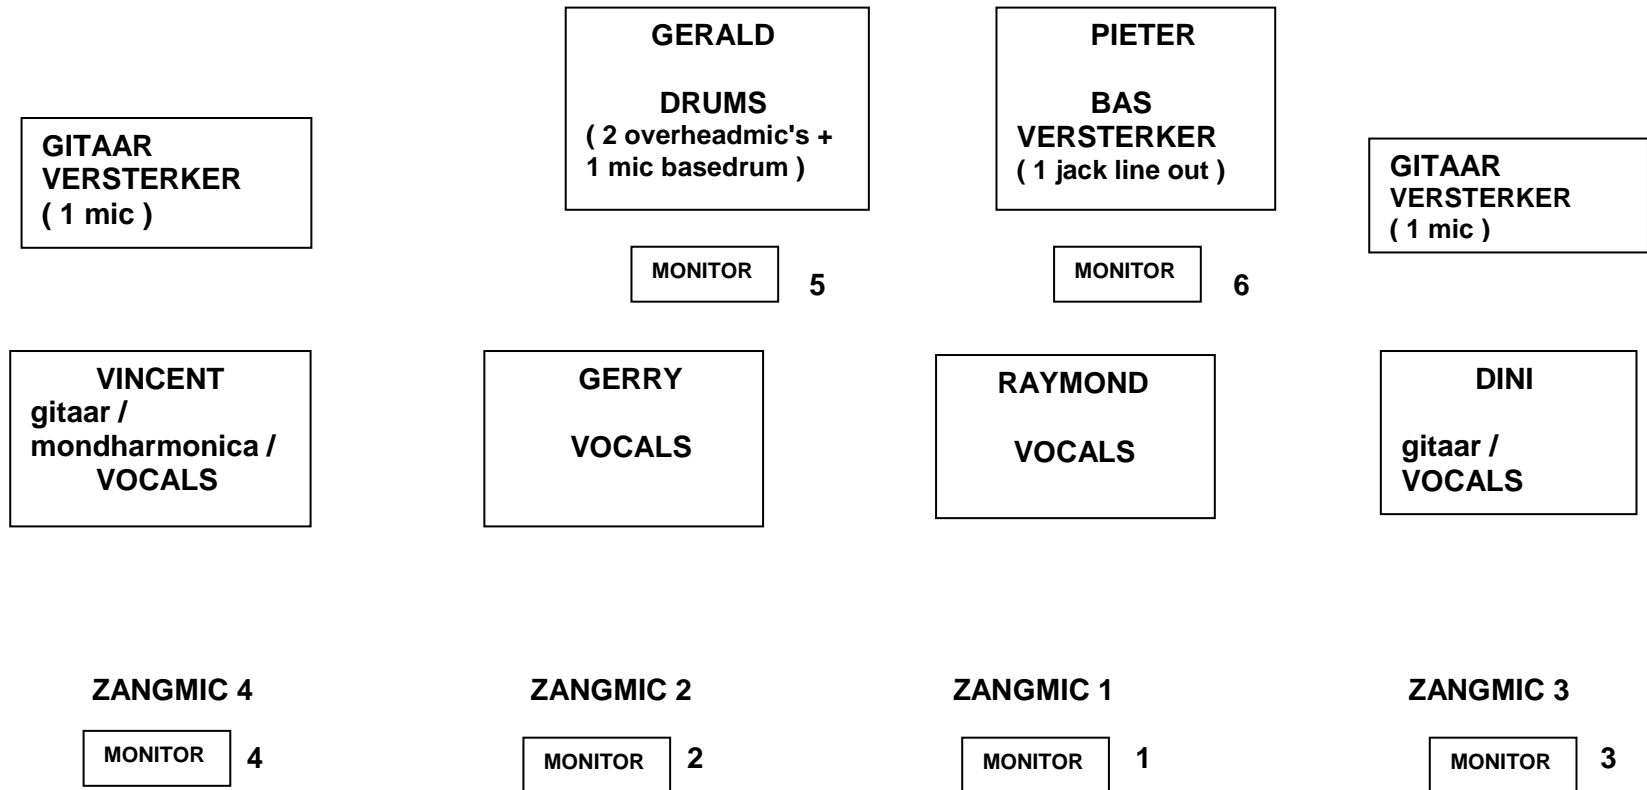 GERALD
DRUMS
( 2 overheadmic's +
1 mic basedrum )
PIETER
BAS
VERSTERKER
( 1 jack line out )
GITAAR
VERSTERKER
( 1 mic )
GITAAR
VERSTERKER
( 1 mic )
MONITOR 5
MONITOR 6
VINCENT
gitaar /
mondharmonica /
VOCALS
GERRY
VOCALS
RAYMOND
VOCALS
DINI
gitaar /
VOCALS
ZANGMIC 4
ZANGMIC 2
ZANGMIC 1
ZANGMIC 3
MONITOR 4
MONITOR 2
MONITOR 1
MONITOR 3